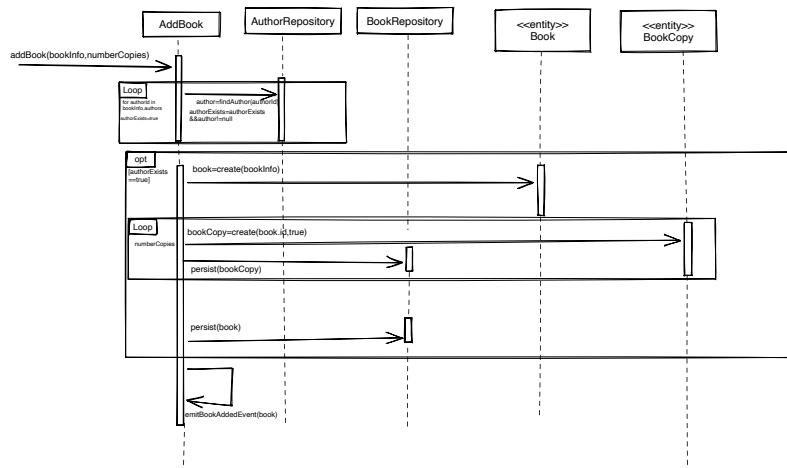 AddBook
AuthorRepository
BookRepository
<<entity>>
Book
<<entity>>
BookCopy
addBook(bookInfo,numberCopies)
Loop
for authorId in
bookInfo.authors
authorExists=true
author=findAuthor(authorId)
authorExists=authorExists
&&author!=null
opt
[authorExists
==true]
book=create(bookInfo)
Loop
numberCopies
bookCopy=create(book.id,true)
persist(bookCopy)
persist(book)
emitBookAddedEvent(book)